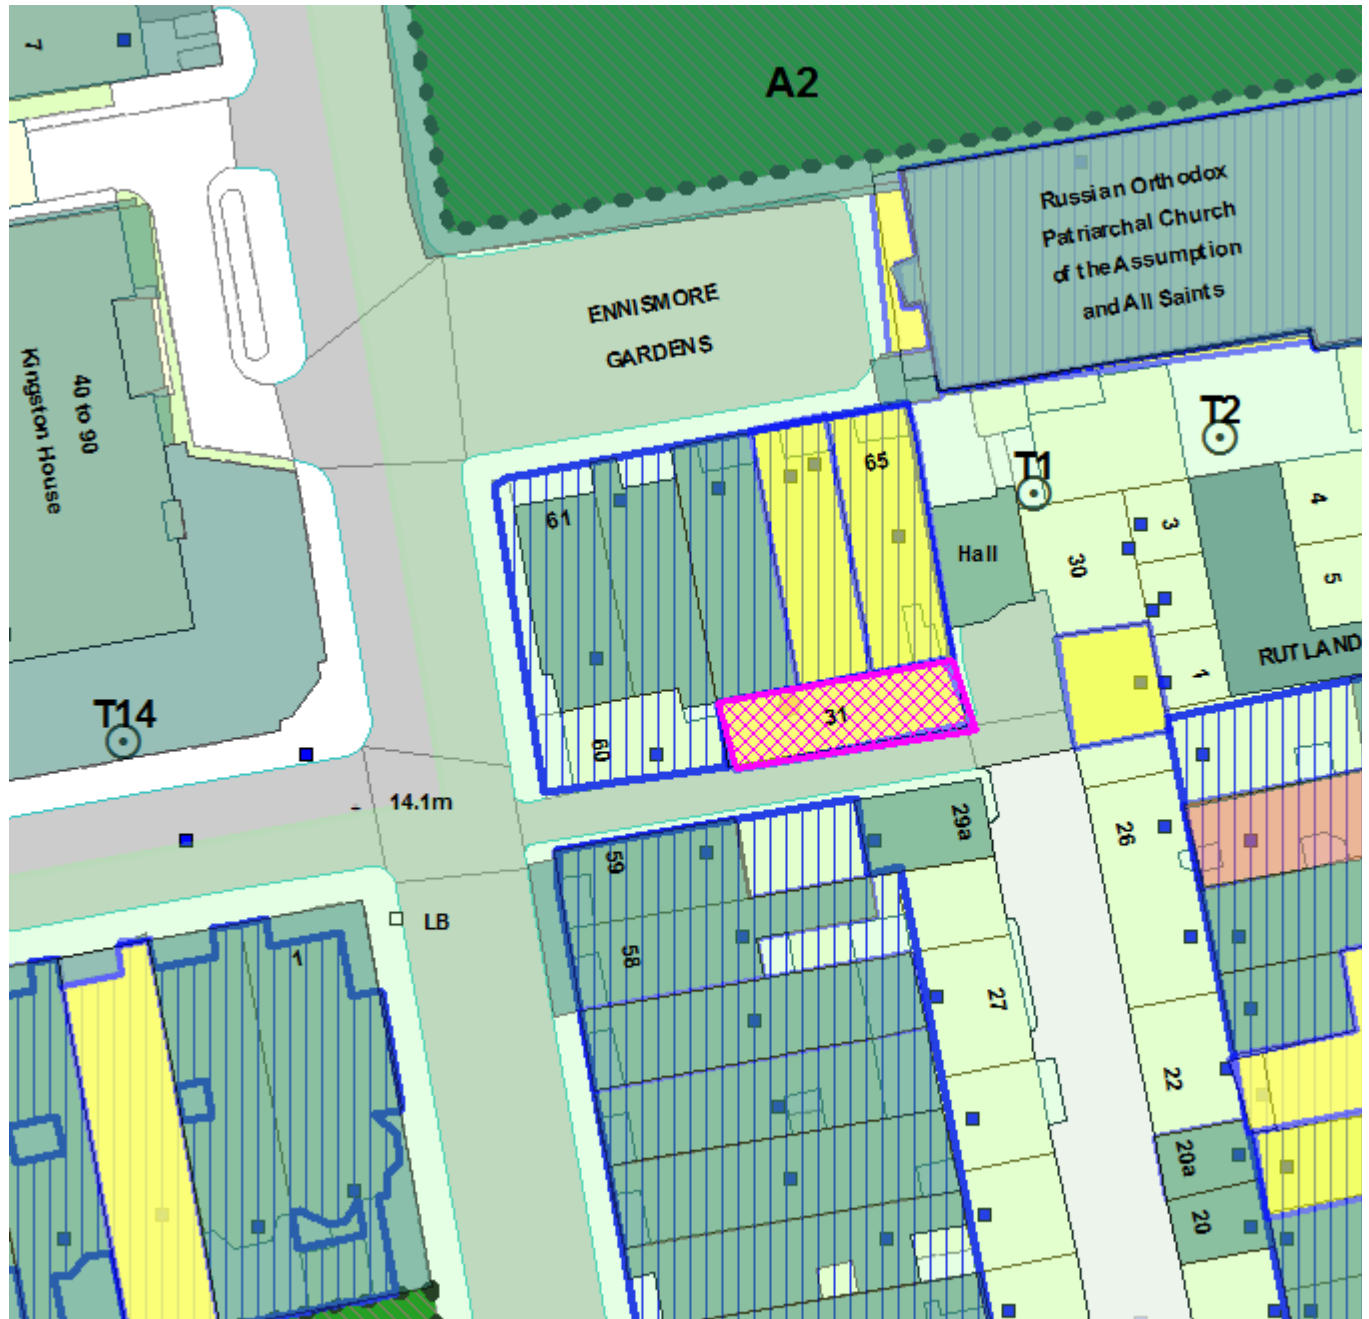 7
A2
Russian Orthodox
Patriarchal Church
of the Assumption
and All Saints
ENNISMORE
GARDENS
40 to 90
Kingston House
T2
T1
65
61
4
3
Hall
30
5
RUTLAND
1
31
T14
60
14.1m
29a
26
59
LB
58
1
27
22
20a
20